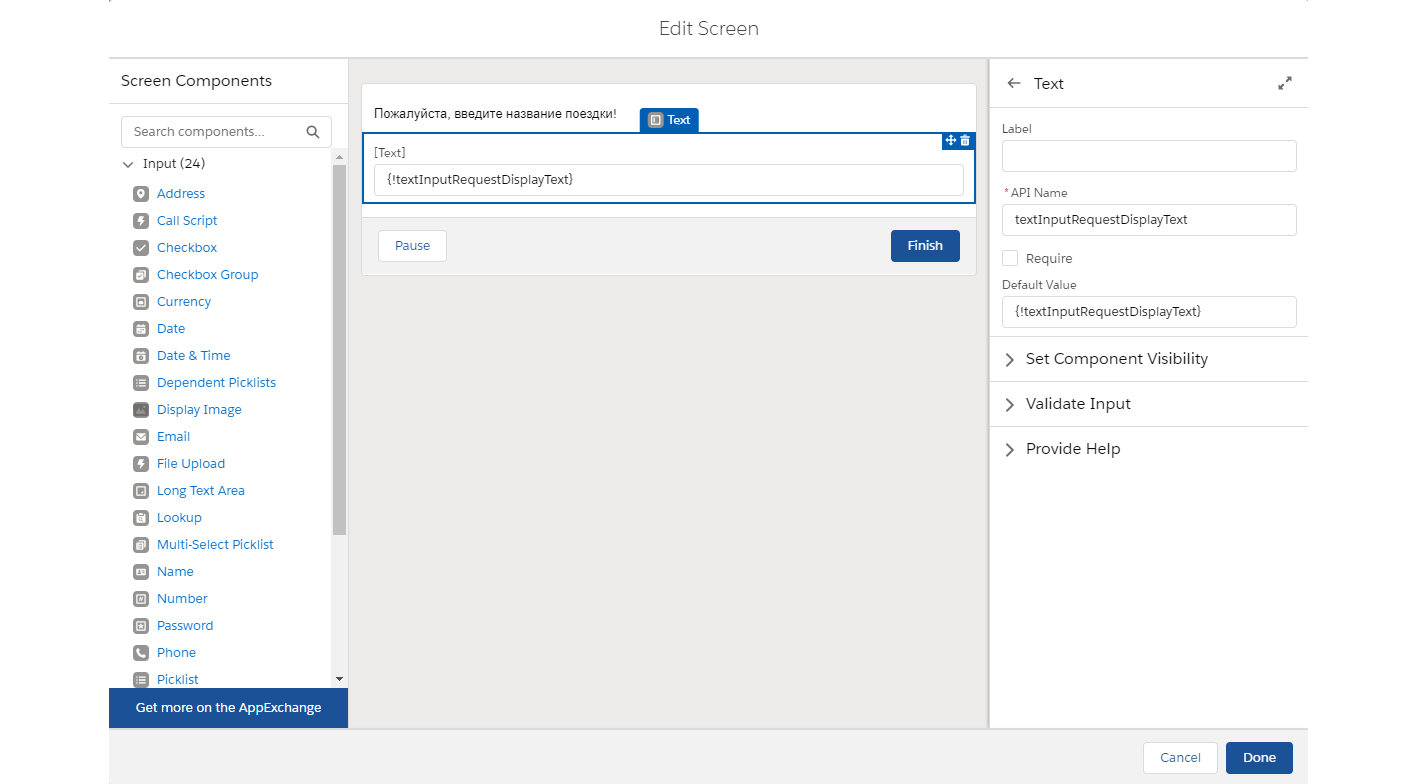 Edit Screen
Screen Components
Search components...
Input (24)
Address
Call Script
Checkbox
Checkbox Group
Currency
Date
Date & Time
Dependent Picklists
Display Image
Email
File Upload
Long Text Area
Lookup
Multi-Select Picklist
Name
Number
Password
Phone
Picklist
Get more on the AppExchange
Пожалуйста, введите название поездки!
Text
[Text]
{!textInputRequestDisplayText}
Pause
Finish
Text
Label
*API Name
textInputRequestDisplayText
Require
Default Value
{!textInputRequestDisplayText}
Set Component Visibility
Validate Input
Provide Help
Cancel
Done